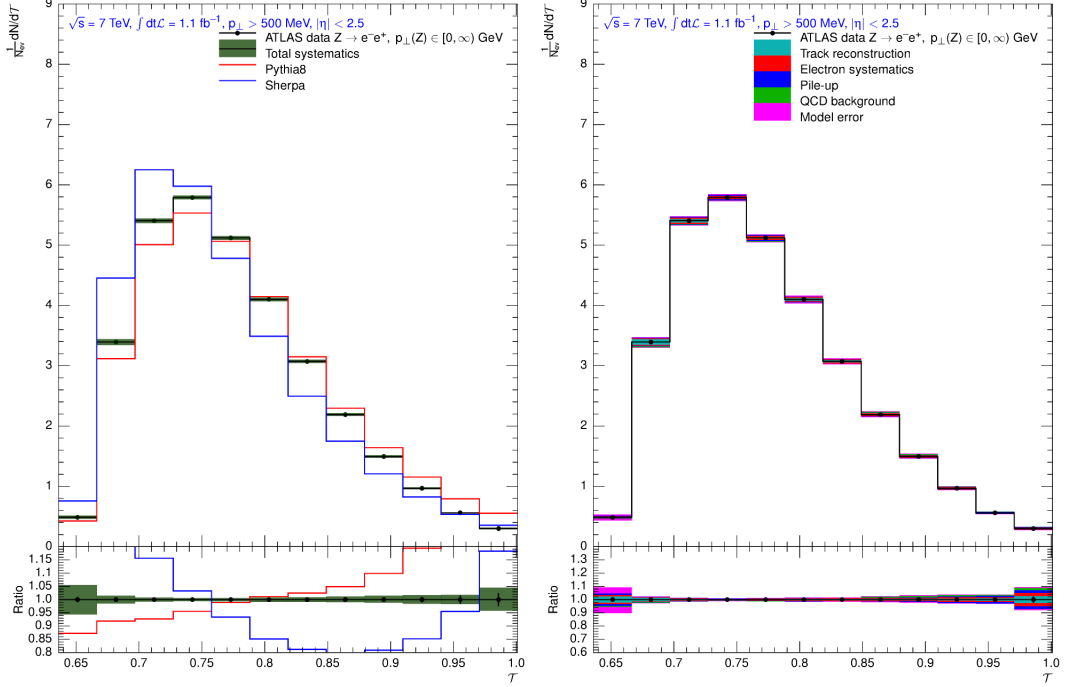 √s = 7 TeV, ∫ dtℒ = 1.1 fb⁻¹, p⊥ > 500 MeV, |η| < 2.5
1/N_ev dN/d𝒯
ATLAS data Z → e⁻e⁺, p⊥(Z) ∈ [0, ∞) GeV
Total systematics
Pythia8
Sherpa
9
8
7
6
5
4
3
2
1
0
Ratio
1.15
1.1
1.05
1.0
0.95
0.9
0.85
0.8
0.65 0.7 0.75 0.8 0.85 0.9 0.95 1.0
𝒯
√s = 7 TeV, ∫ dtℒ = 1.1 fb⁻¹, p⊥ > 500 MeV, |η| < 2.5
1/N_ev dN/d𝒯
ATLAS data Z → e⁻e⁺, p⊥(Z) ∈ [0, ∞) GeV
Track reconstruction
Electron systematics
Pile-up
QCD background
Model error
9
8
7
6
5
4
3
2
1
0
Ratio
1.3
1.2
1.1
1.0
0.9
0.8
0.7
0.6
0.65 0.7 0.75 0.8 0.85 0.9 0.95 1.0
𝒯